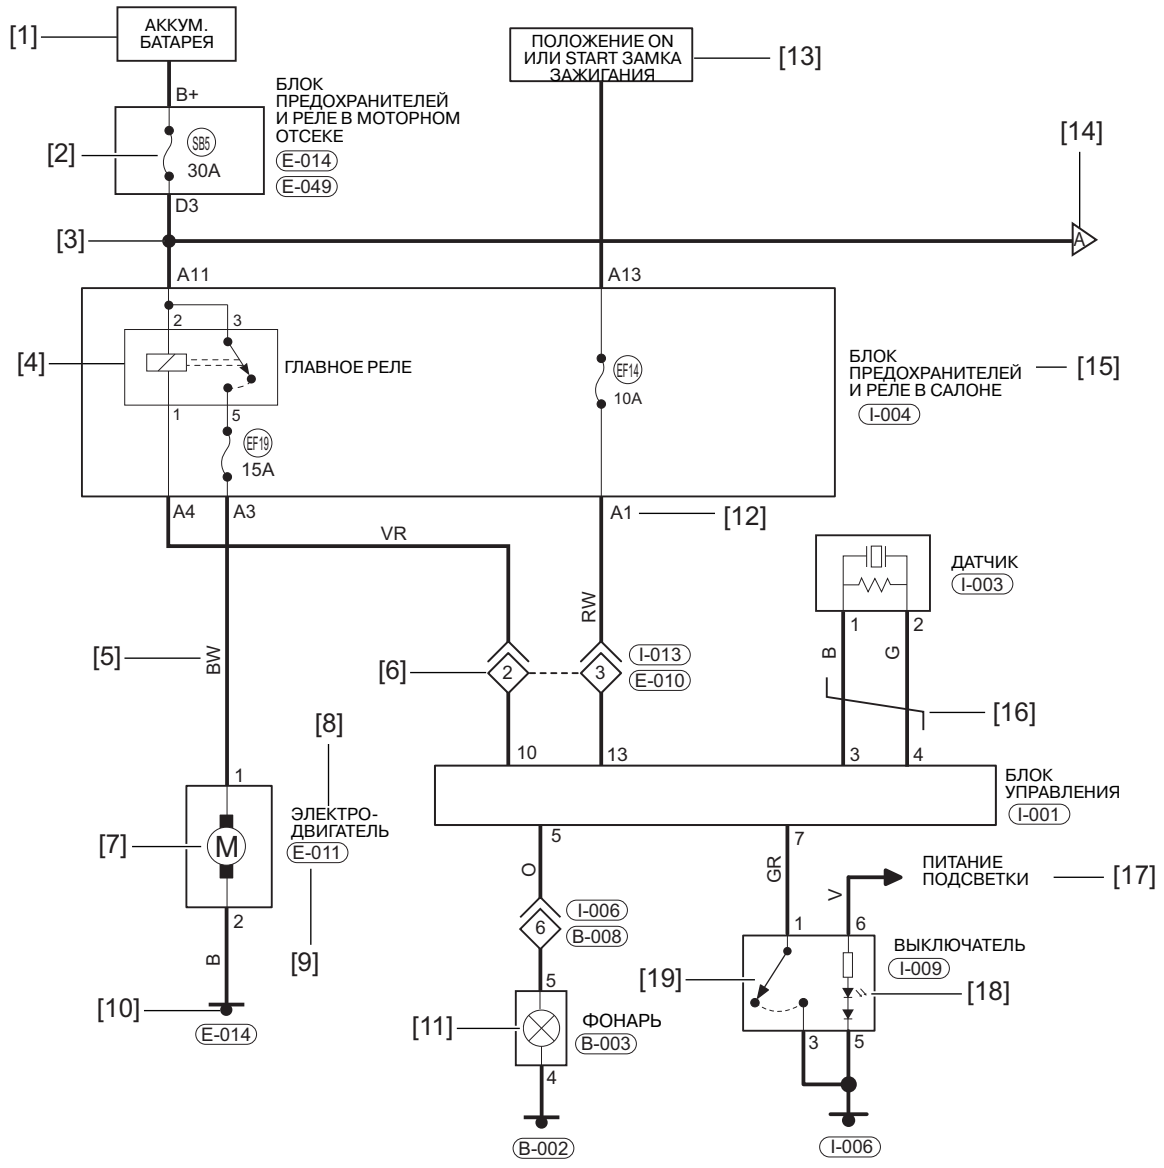 [1]
АККУМ.
БАТАРЕЯ
ПОЛОЖЕНИЕ ON
ИЛИ START ЗАМКА
ЗАЖИГАНИЯ
[13]
B+
БЛОК
ПРЕДОХРАНИТЕЛЕЙ
И РЕЛЕ В МОТОРНОМ
ОТСЕКЕ
E-014
E-049
[2]
SB5
30A
D3
[14]
[3]
A
A11
A13
2
3
[4]
ГЛАВНОЕ РЕЛЕ
EF14
10A
БЛОК
ПРЕДОХРАНИТЕЛЕЙ
И РЕЛЕ В САЛОНЕ
I-004
[15]
1
5
EF19
15A
A4
A3
A1
[12]
VR
ДАТЧИК
I-003
RW
1
2
[5]
BW
B
G
[6]
2
3
I-013
E-010
[16]
[8]
10
13
3
4
1
БЛОК
УПРАВЛЕНИЯ
I-001
ЭЛЕКТРО-
ДВИГАТЕЛЬ
E-011
[7]
M
5
7
O
GR
V
ПИТАНИЕ
ПОДСВЕТКИ
[17]
2
B
[9]
I-006
B-008
6
1
6
ВЫКЛЮЧАТЕЛЬ
I-009
[10]
E-014
5
[19]
[18]
[11]
ФОНАРЬ
B-003
3
5
4
B-002
I-006